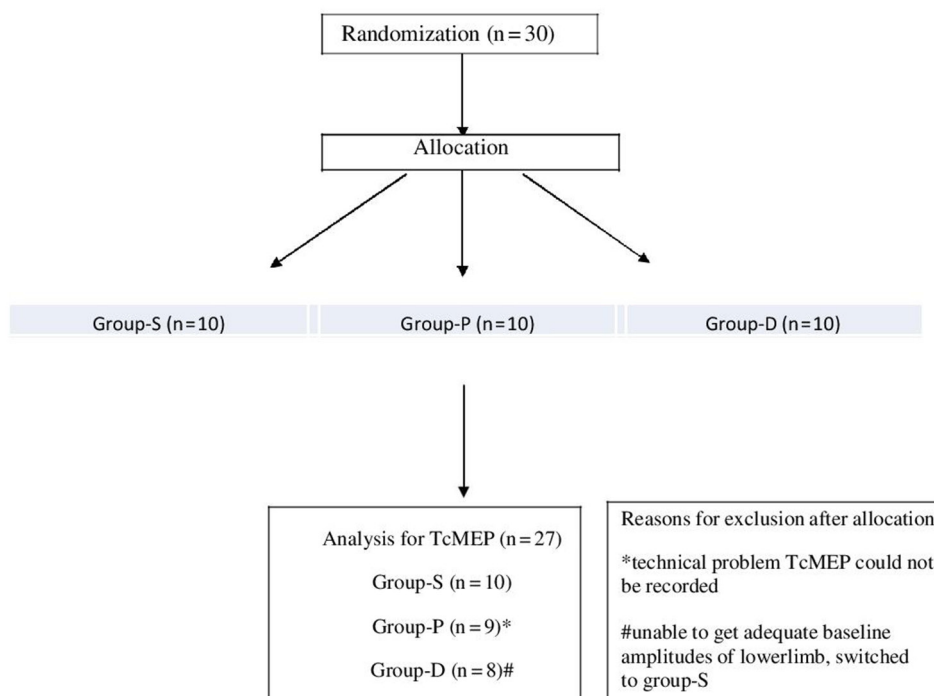 Randomization (n=30)
Allocation
Group-S (n=10)
Group-P (n=10)
Group-D (n=10)
Analysis for TcMEP (n=27)
Group-S (n=10)
Group-P (n=9)*
Group-D (n=8)#
Reasons for exclusion after allocation
*technical problem TcMEP could not
be recorded
#unable to get adequate baseline
amplitudes of lowerlimb, switched
to group-S